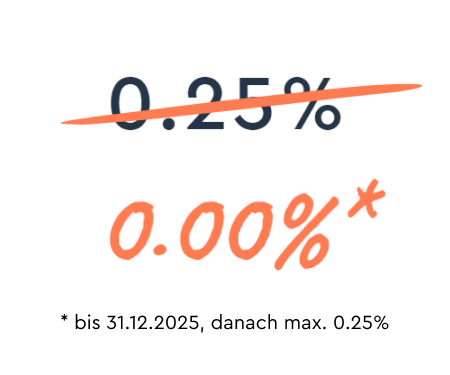 0.25%
0.00%*
* bis 31.12.2025, danach max. 0.25%